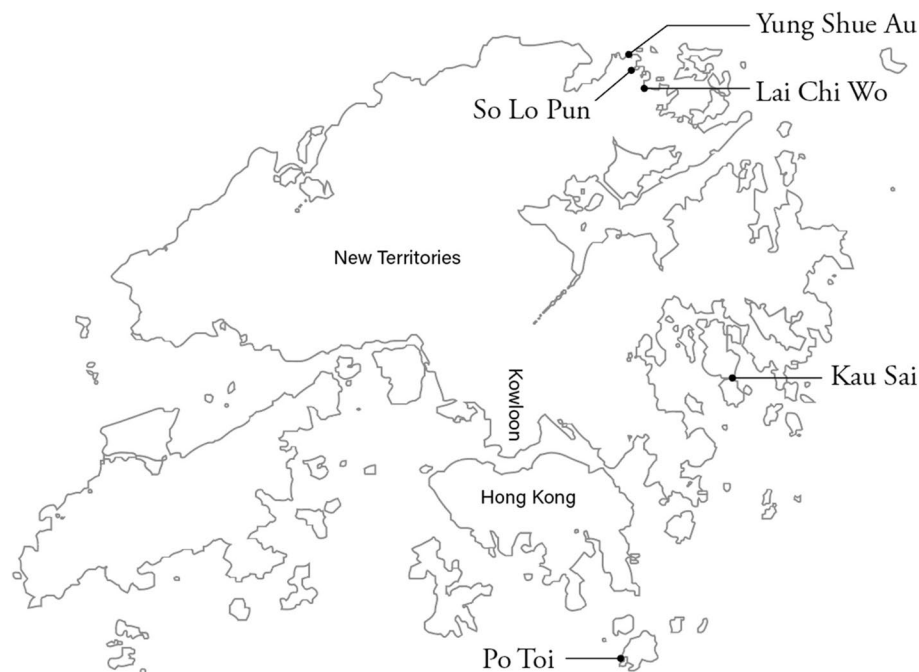 Yung Shue Au
So Lo Pun
Lai Chi Wo
New Territories
Kau Sai
Kowloon
Hong Kong
Po Toi